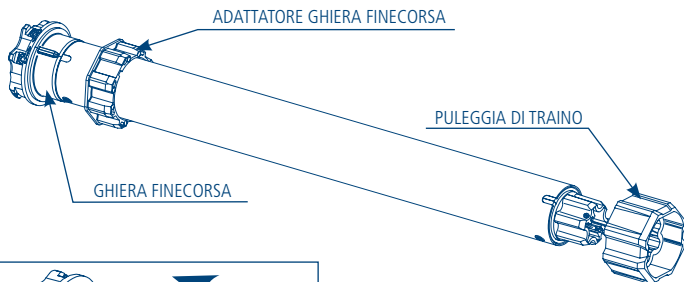 ADATTATORE GHIERA FINECORSA
PULEGGIA DI TRAINO
GHIERA FINECORSA